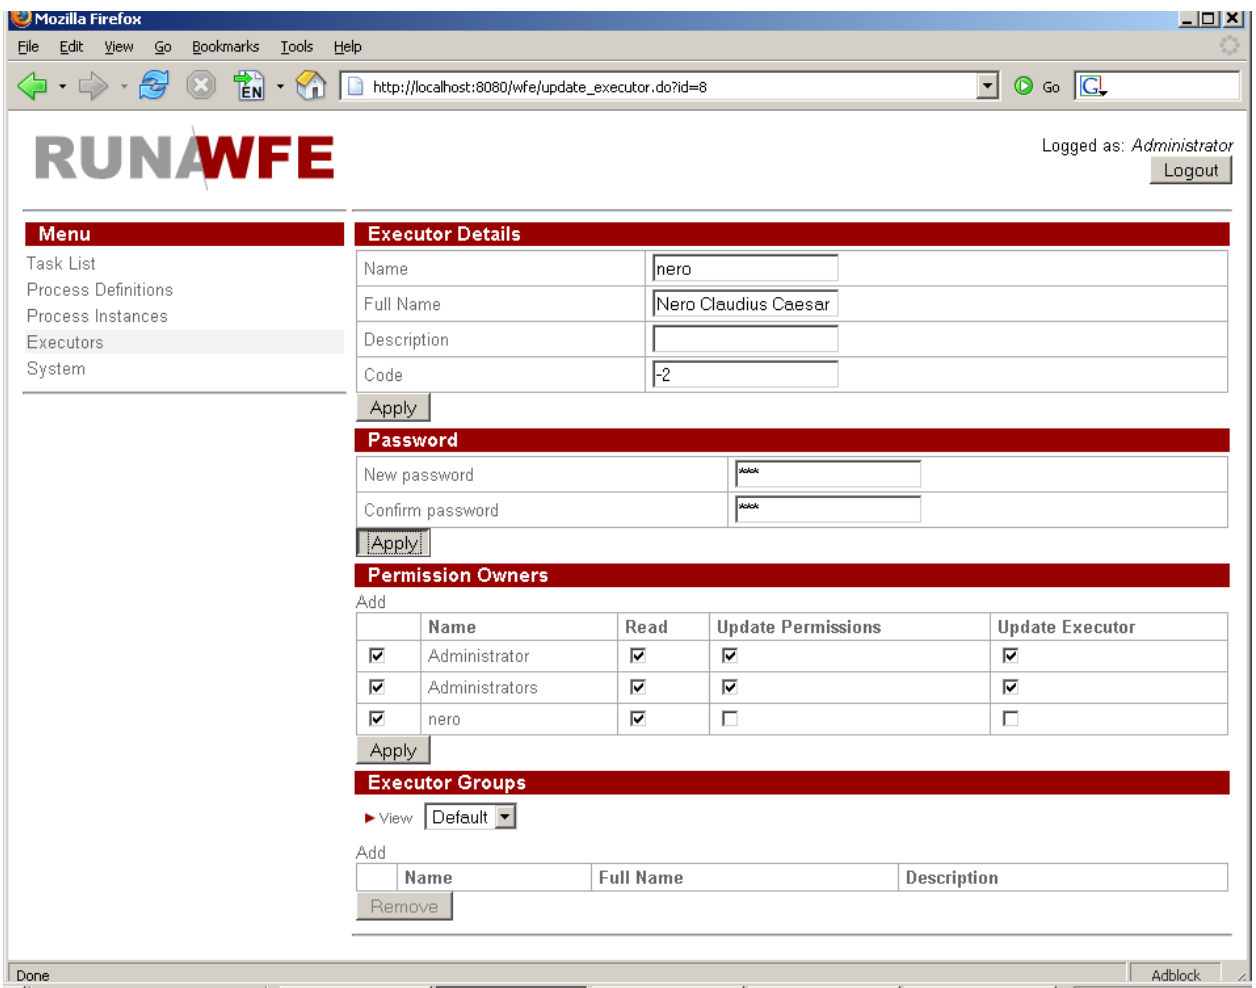 Mozilla Firefox
File Edit View Go Bookmarks Tools Help
EN http://localhost:8080/wfe/update_executor.do?id=8 Go G
RUNAWFE
Logged as: Administrator
Logout
Menu
Task List
Process Definitions
Process Instances
Executors
System
Executor Details
Name nero
Full Name Nero Claudius Caesar
Description
Code -2
Apply
Password
New password ***
Confirm password ***
Apply
Permission Owners
Add
Name Read Update Permissions Update Executor
Administrator
Administrators
nero
Apply
Executor Groups
View Default
Add
Name Full Name Description
Remove
Done Adblock